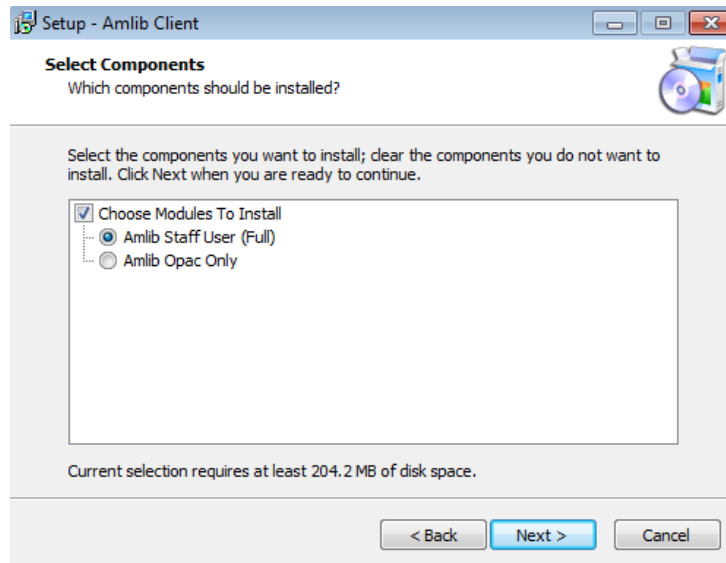 Setup - Amlib Client
Select Components
Which components should be installed?
Select the components you want to install; clear the components you do not want to
install. Click Next when you are ready to continue.
Choose Modules To Install
Amlib Staff User (Full)
Amlib Opac Only
Current selection requires at least 204.2 MB of disk space.
< Back Next > Cancel